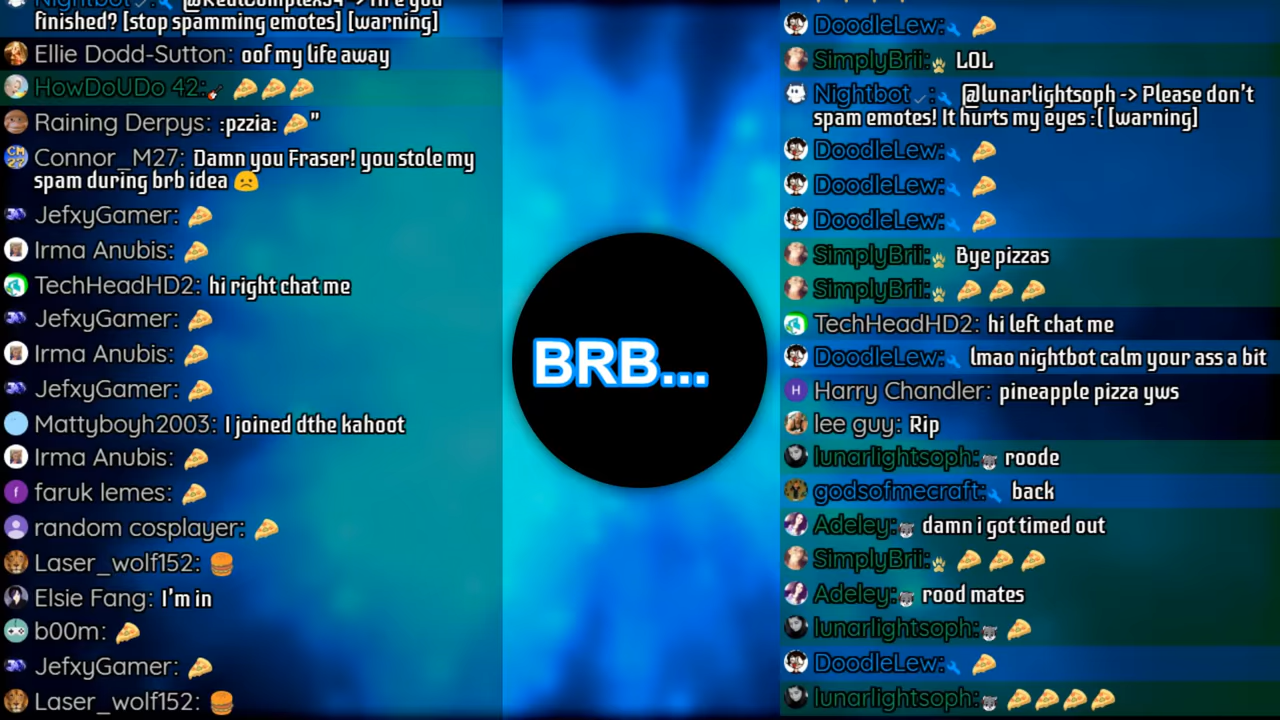 finished? [stop spamming emotes] [warning]
Ellie Dodd-Sutton: oof my life away
HowDoUDo 42: 🍕🍕🍕
Raining Derpys: :pzzia: 🍕"
Connor_M27: Damn you Fraser! you stole my
spam during brb idea ☹️
JefxyGamer: 🍕
Irma Anubis: 🍕
TechHeadHD2: hi right chat me
JefxyGamer: 🍕
Irma Anubis: 🍕
JefxyGamer: 🍕
Mattyboyh2003: I joined dthe kahoot
Irma Anubis: 🍕
faruk lemes: 🍕
random cosplayer: 🍕
Laser_wolf152: 🍔
Elsie Fang: I'm in
b00m: 🍕
JefxyGamer: 🍕
Laser_wolf152: 🍔
BRB...
DoodleLew: 🍕
SimplyBrii: LOL
Nightbot: @lunarlightsoph -> Please don't
spam emotes! It hurts my eyes :( [warning]
DoodleLew: 🍕
DoodleLew: 🍕
DoodleLew: 🍕
SimplyBrii: Bye pizzas
SimplyBrii: 🍕🍕🍕
TechHeadHD2: hi left chat me
DoodleLew: lmao nightbot calm your ass a bit
Harry Chandler: pineapple pizza yws
lee guy: Rip
lunarlightsoph: roode
godsofmecraft: back
Adeley: damn i got timed out
SimplyBrii: 🍕🍕🍕
Adeley: rood mates
lunarlightsoph: 🍕
DoodleLew: 🍕
lunarlightsoph: 🍕🍕🍕🍕